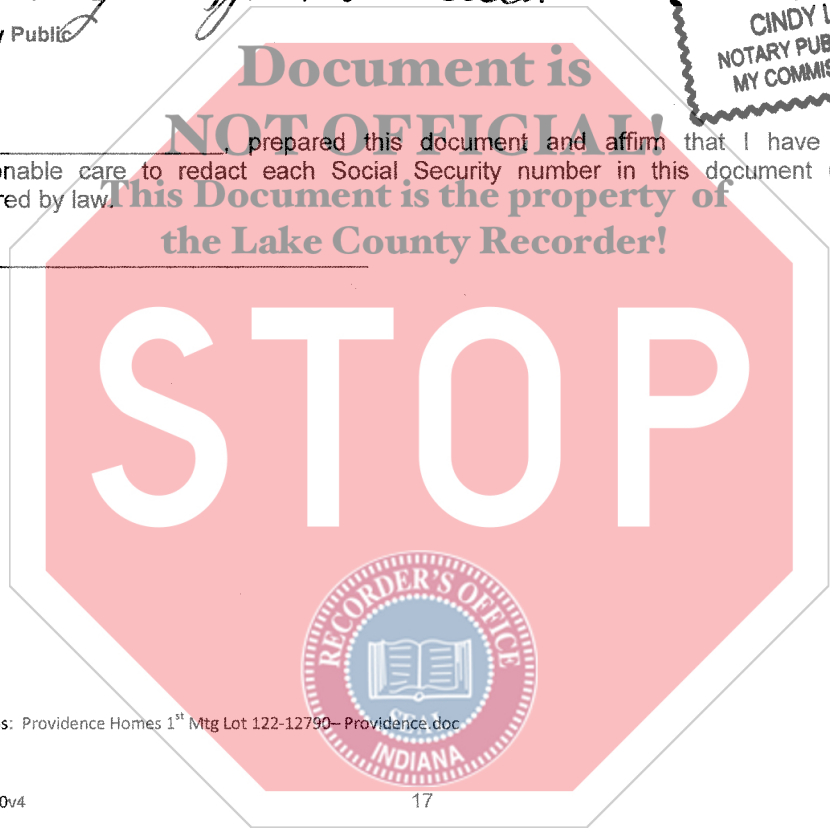 y Public
CINDY L
NOTARY PUB
MY COMMIS
Document is
NOT OFFICIAL!
, prepared this document and affirm that I have
onable care to redact each Social Security number in this document
red by law.
This Document is the property of
the Lake County Recorder!
STOP
RECORDER'S OFFICE
SEAL
INDIANA
s: Providence Homes 1st Mtg Lot 122-12790– Providence.doc
0v4
17